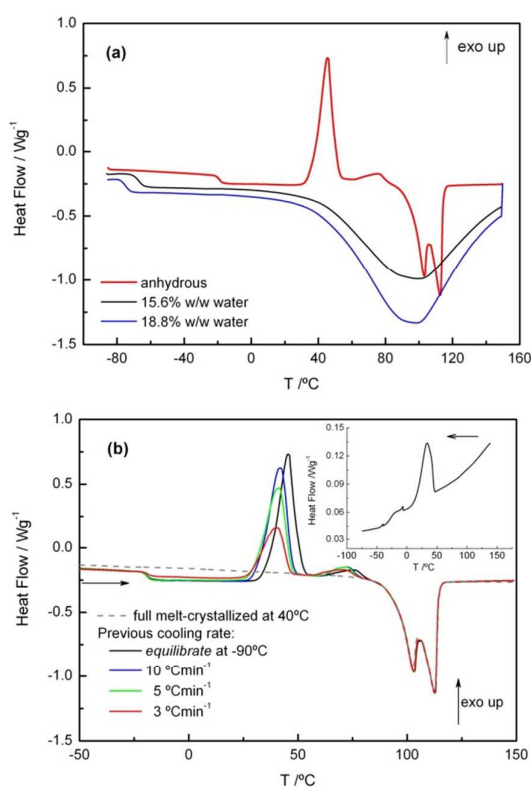 (a)
exo up
1.0
0.5
0.0
-0.5
-1.0
-1.5
Heat Flow / Wg-1
anhydrous
15.6% w/w water
18.8% w/w water
-80 -40 0 40 80 120 160
T /ºC
(b)
1.0
0.5
0.0
-0.5
-1.0
-1.5
Heat Flow / Wg-1
0.15
0.12
0.09
0.06
0.03
Heat Flow /Wg-1
-100 -50 0 50 100 150
T /ºC
full melt-crystallized at 40ºC
Previous cooling rate:
equilibrate at -90ºC
10 ºCmin-1
5 ºCmin-1
3 ºCmin-1
exo up
-50 0 50 100 150
T /ºC